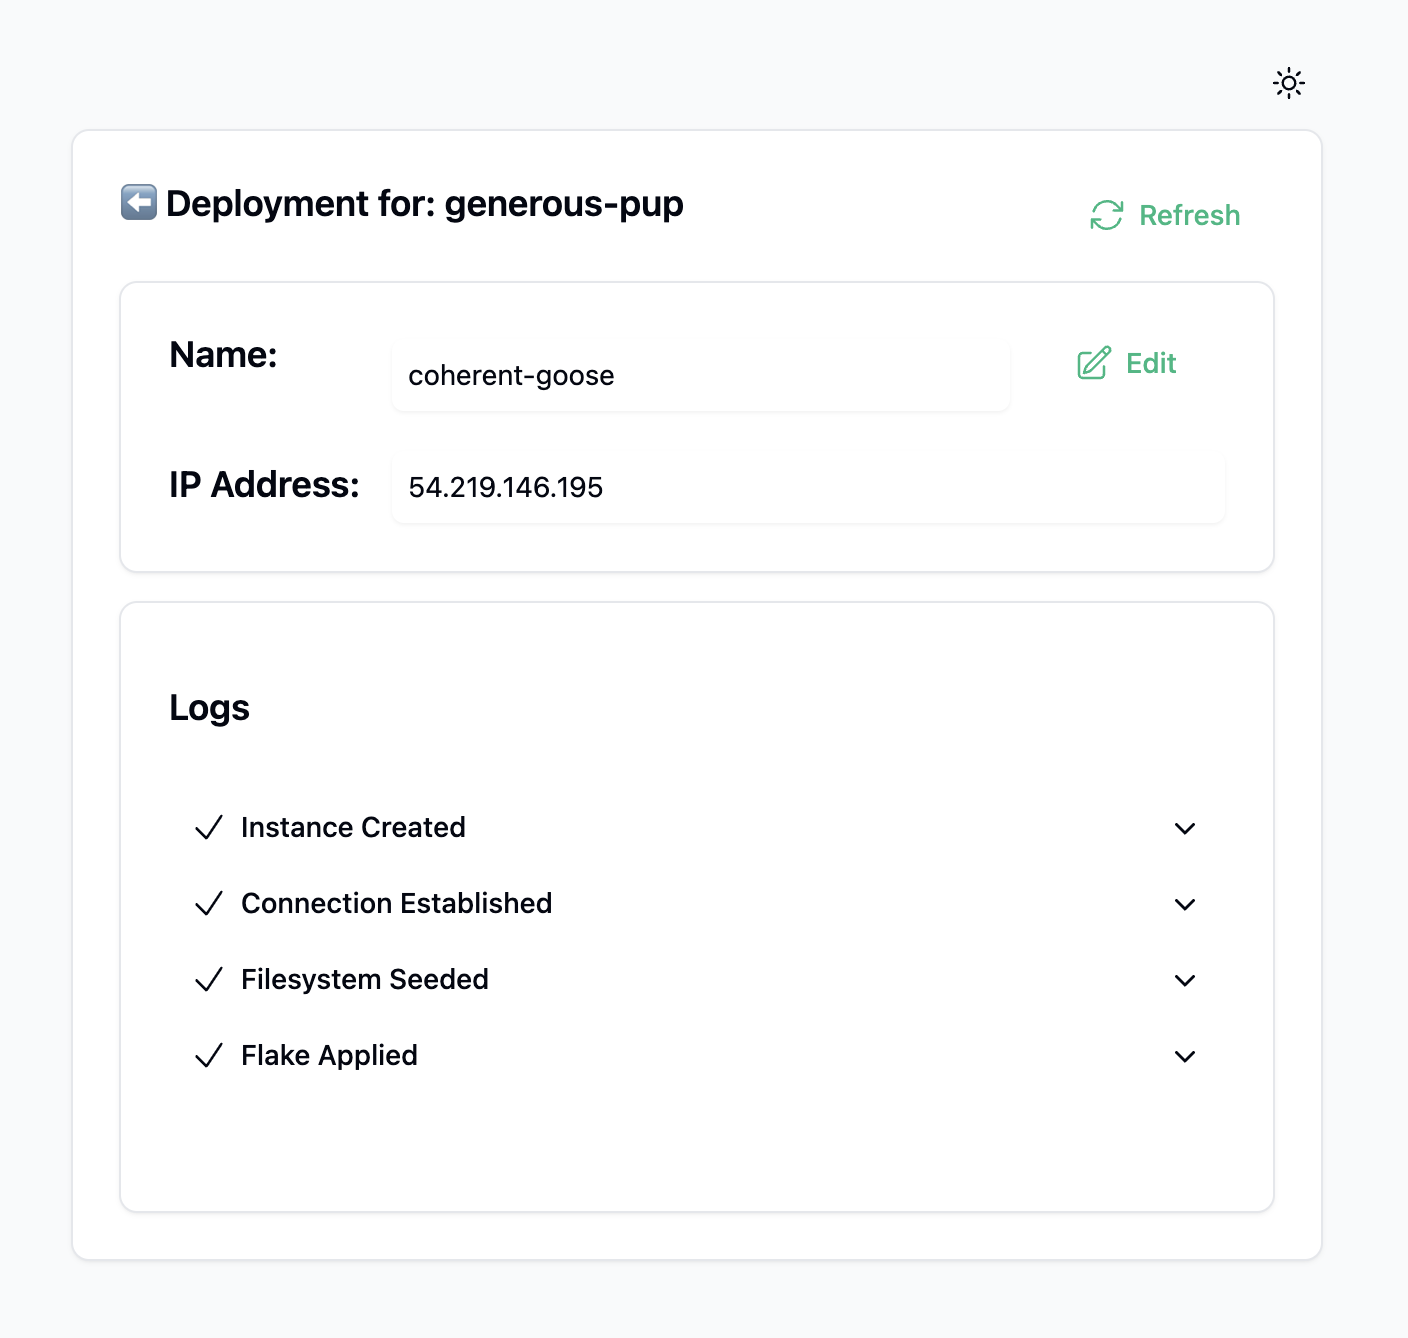 Deployment for: generous-pup
Refresh
Name:
coherent-goose
Edit
IP Address:
54.219.146.195
Logs
Instance Created
Connection Established
Filesystem Seeded
Flake Applied